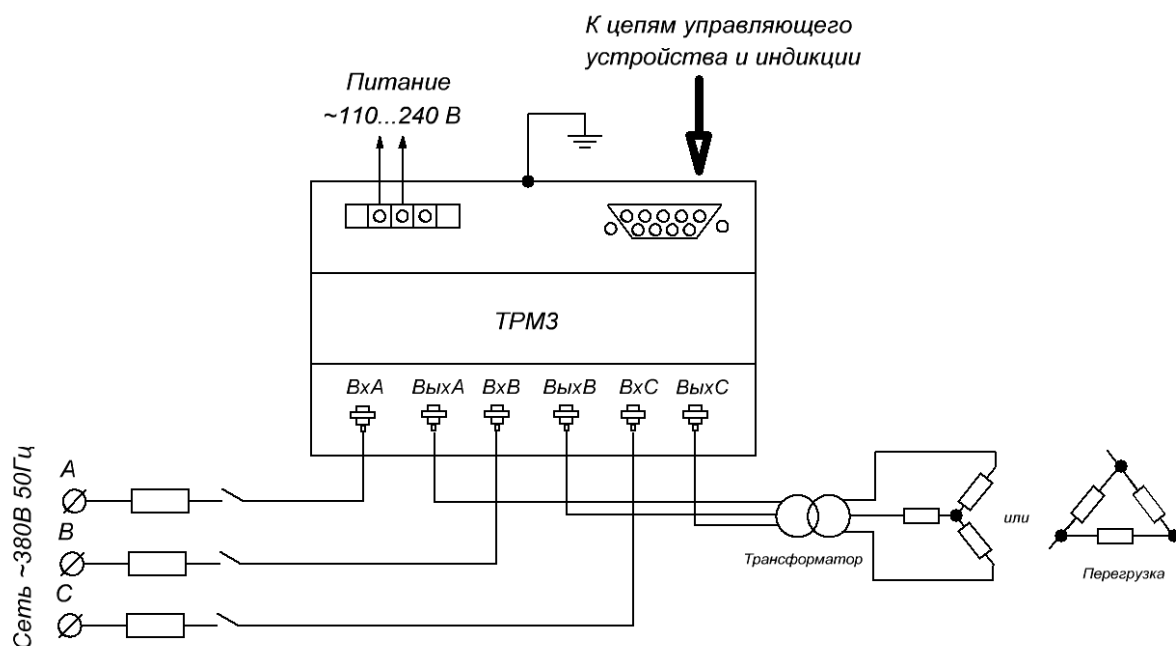 К цепям управляющего
устройства и индикции
Питание
~110...240 В
ТРМ3
ВхА ВыхА ВхВ ВыхВ ВхС ВыхС
Сеть ~380В 50Гц
А
В
С
Трансформатор
или
Перегрузка